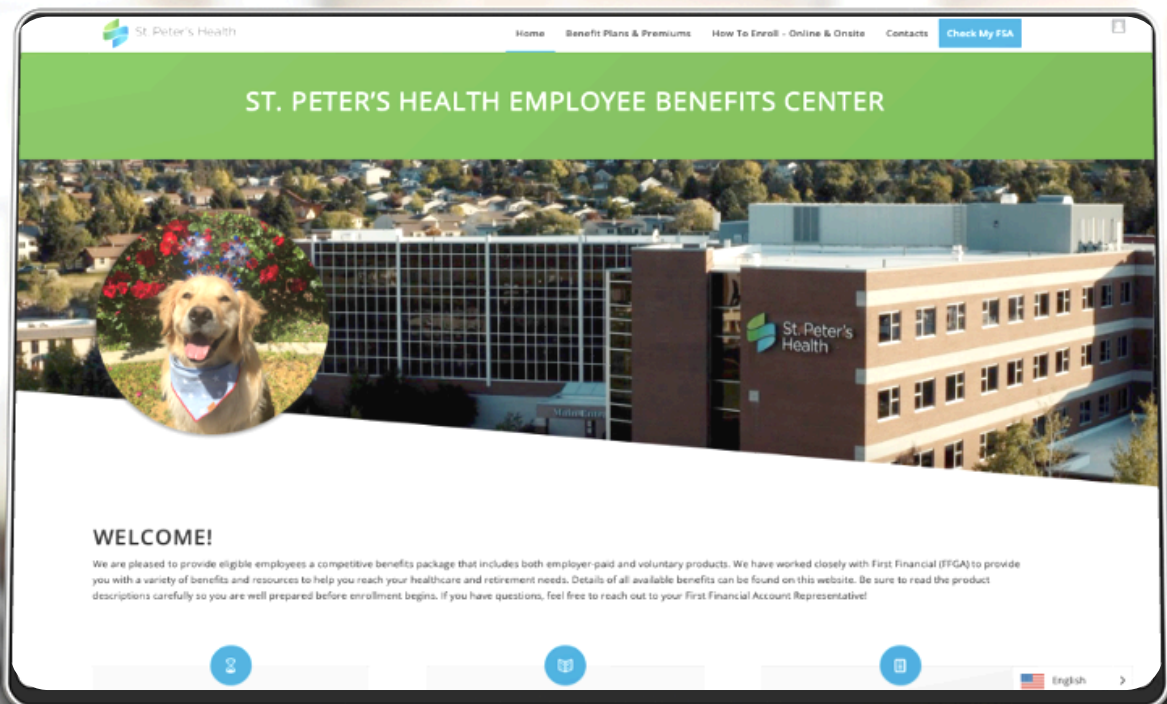 St. Peter's Health
Home
Benefit Plans & Premiums
How To Enroll - Online & Onsite
Contacts
Check My FSA
ST. PETER'S HEALTH EMPLOYEE BENEFITS CENTER
St. Peter's
Health
Main
WELCOME!
We are pleased to provide eligible employees a competitive benefits package that includes both employer-paid and voluntary products. We have worked closely with First Financial (FFGA) to provide
you with a variety of benefits and resources to help you reach your healthcare and retirement needs. Details of all available benefits can be found on this website. Be sure to read the product
descriptions carefully so you are well prepared before enrollment begins. If you have questions, feel free to reach out to your First Financial Account Representative!
English